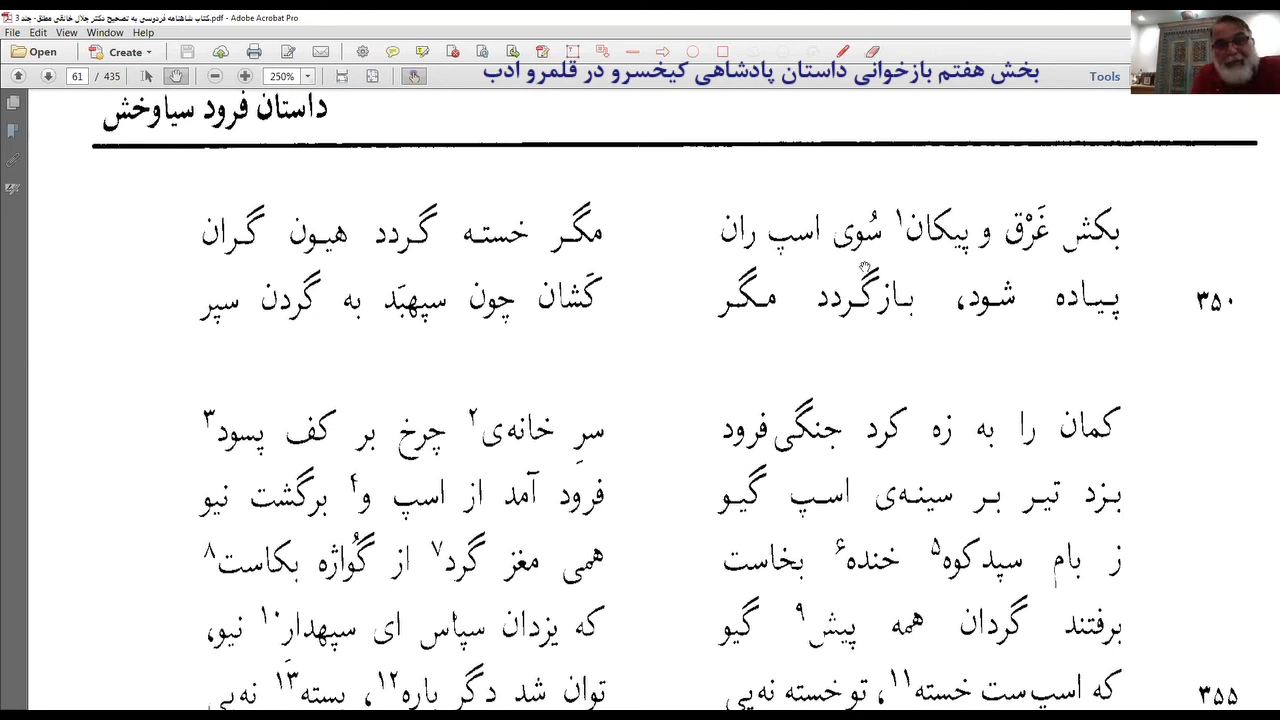 کتاب شاهنامه فردوسی به تصحیح دکتر جلال خالقی مطلق- جلد 3.pdf - Adobe Acrobat Pro
File Edit View Window Help
Open Create
61 / 435 250% Tools
بخش هفتم بازخوانی داستان پادشاهی کیخسرو در قلمرو ادب
داستان فرود سیاوخش
بکش غَرْق و پیکان۱ سُوی اسپ ران مگر خسته گردد هیون گران
۳۵۰ پیاده شود، بازگردد مگر کَشان چون سپهبَد به گردن سپر
کمان را به زه کرد جنگی فرود سرِ خانه‌ی۲ چرخ بر کف پسود۳
بزد تیر بر سینه‌ی اسپ گیو فرود آمد از اسپ و۴ برگشت نیو
ز بام سپدکوه۵ خنده۶ بخاست همی مغز گرد۷ از گُواژه بکاست۸
برفتند گردان همه پیش۹ گیو که یزدان سپاس ای سپهدار۱۰ نیو،
۳۵۵ که اسپ‌ست خسته۱۱، تو خسته نه‌یی توان شد دگر باره۱۲، بسته۱۳ نه‌یی